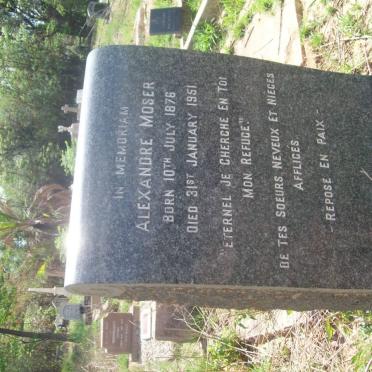 IN MEMORIAM
ALEXANDRE MOSER
BORN 10TH JULY 1876
DIED 31ST JANUARY 1951
"ETERNEL JE CHERCHE EN TOI
MON REFUGE"
DE TES SOEURS NEVEUX ET NIECES
AFFLIGES
REPOSE EN PAIX